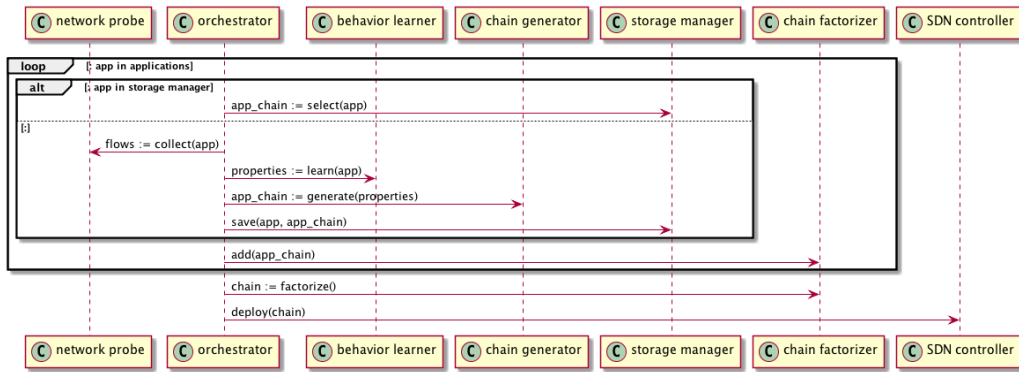 C network probe C orchestrator C behavior learner C chain generator C storage manager C chain factorizer C SDN controller
loop [: app in applications]
alt [: app in storage manager]
app_chain := select(app)
[:]
flows := collect(app)
properties := learn(app)
app_chain := generate(properties)
save(app, app_chain)
add(app_chain)
chain := factorize()
deploy(chain)
C network probe C orchestrator C behavior learner C chain generator C storage manager C chain factorizer C SDN controller